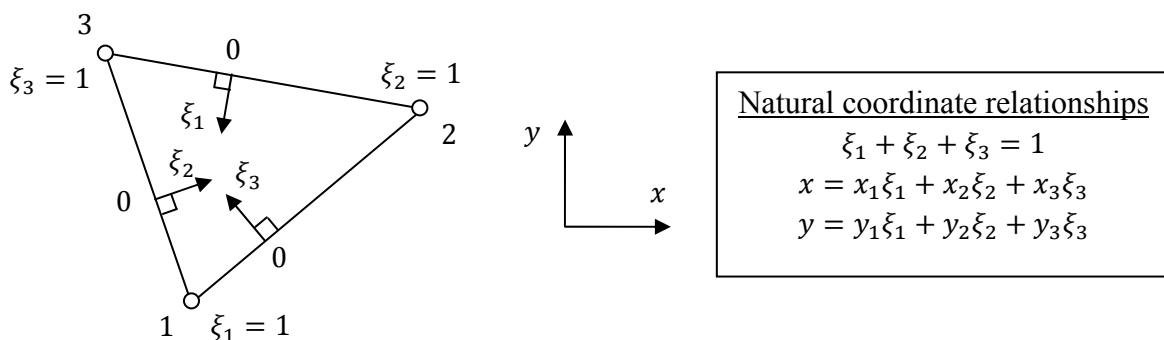 3
0
ξ₃ = 1
ξ₂ = 1
ξ₁
2
ξ₂
ξ₃
0
0
1
ξ₁ = 1
y
x
Natural coordinate relationships
ξ₁ + ξ₂ + ξ₃ = 1
x = x₁ξ₁ + x₂ξ₂ + x₃ξ₃
y = y₁ξ₁ + y₂ξ₂ + y₃ξ₃